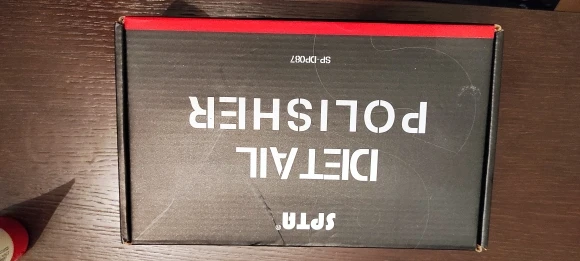 SPTA®
DETAIL
POLISHER
SP-DP087